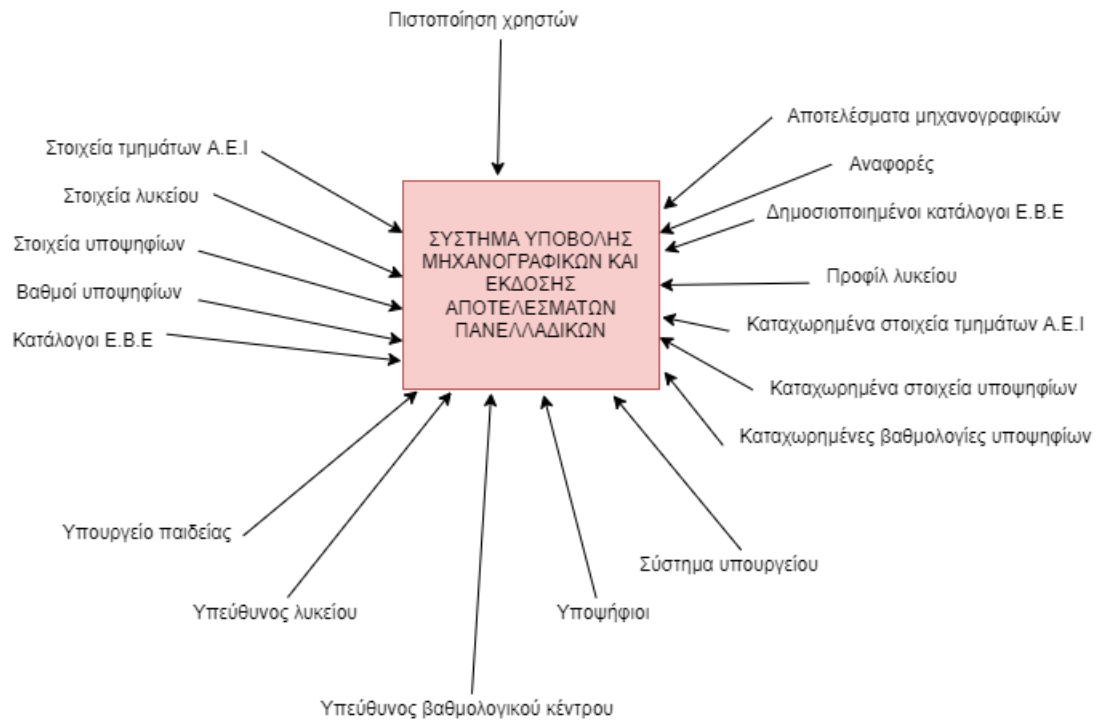 Πιστοποίηση χρηστών
Στοιχεία τμημάτων Α.Ε.Ι
Στοιχεία λυκείου
Στοιχεία υποψηφίων
Βαθμοί υποψηφίων
Κατάλογοι Ε.Β.Ε
ΣΥΣΤΗΜΑ ΥΠΟΒΟΛΗΣ
ΜΗΧΑΝΟΓΡΑΦΙΚΩΝ ΚΑΙ
ΕΚΔΟΣΗΣ
ΑΠΟΤΕΛΕΣΜΑΤΩΝ
ΠΑΝΕΛΛΑΔΙΚΩΝ
Αποτελέσματα μηχανογραφικών
Αναφορές
Δημοσιοποιημένοι κατάλογοι Ε.Β.Ε
Προφίλ λυκείου
Καταχωρημένα στοιχεία τμημάτων Α.Ε.Ι
Καταχωρημένα στοιχεία υποψηφίων
Καταχωρημένες βαθμολογίες υποψηφίων
Υπουργείο παιδείας
Υπεύθυνος λυκείου
Υπεύθυνος βαθμολογικού κέντρου
Υποψήφιοι
Σύστημα υπουργείου